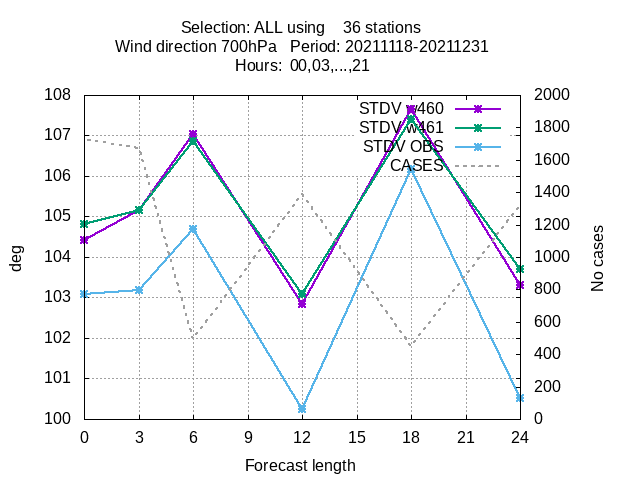 Selection: ALL using    36 stations
Wind direction 700hPa   Period: 20211118-20211231
Hours:  00,03,...,21
108
107
106
105
104
103
102
101
100
deg
2000
1800
1600
1400
1200
1000
800
600
400
200
0
No cases
STDV w460
STDV w461
STDV OBS
CASES
0 3 6 9 12 15 18 21 24
Forecast length